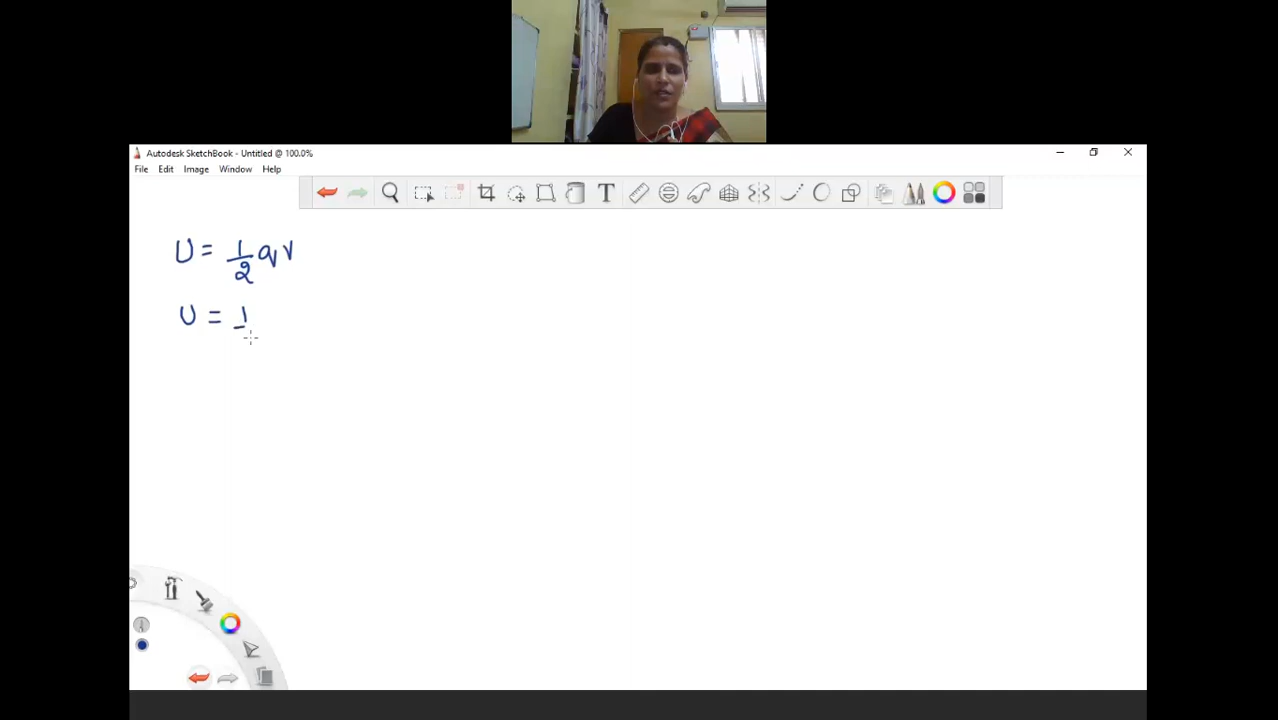 Autodesk SketchBook - Untitled @ 100.0%
File Edit Image Window Help
T
U = 1/2 qV
U = 1